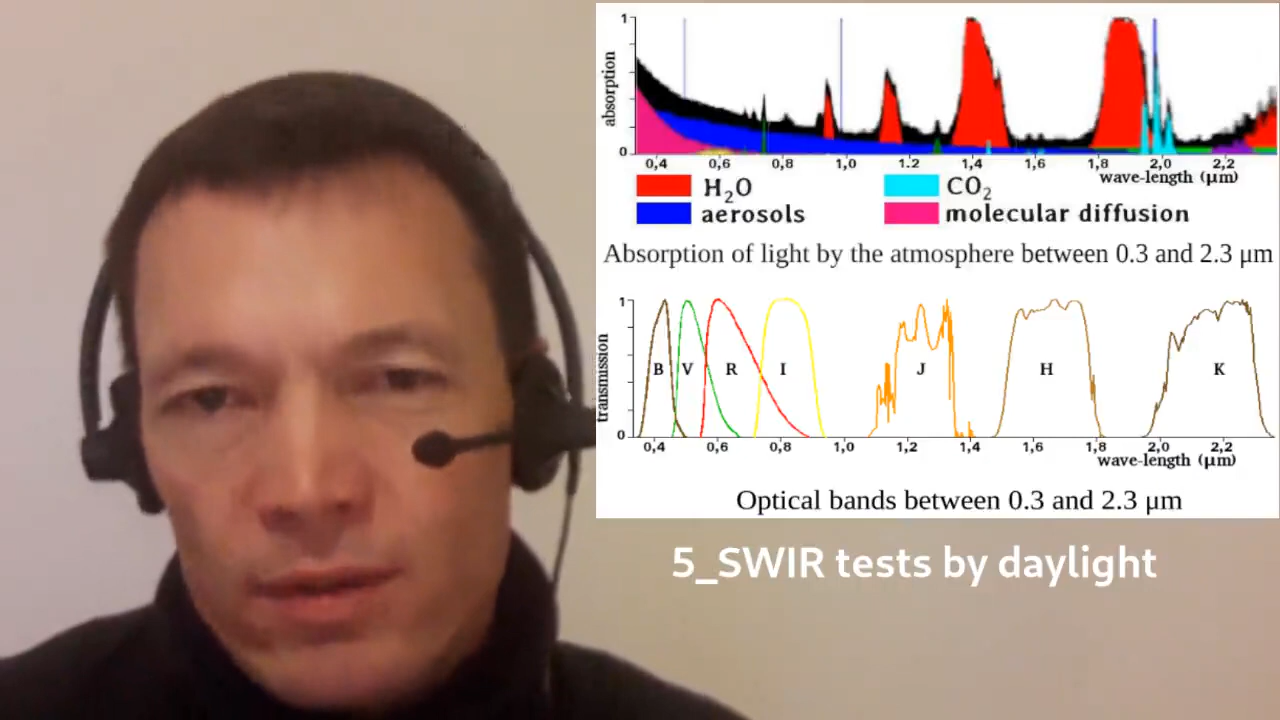 1
absorption
0
0,4 0,6 0,8 1,0 1,2 1,4 1,6 1,8 2,0 2,2
wave-length (µm)
H₂O CO₂
aerosols molecular diffusion
Absorption of light by the atmosphere between 0.3 and 2.3 µm
1
transmission
B V R I J H K
0
0,4 0,6 0,8 1,0 1,2 1,4 1,6 1,8 2,0 2,2
wave-length (µm)
Optical bands between 0.3 and 2.3 µm
5_SWIR tests by daylight